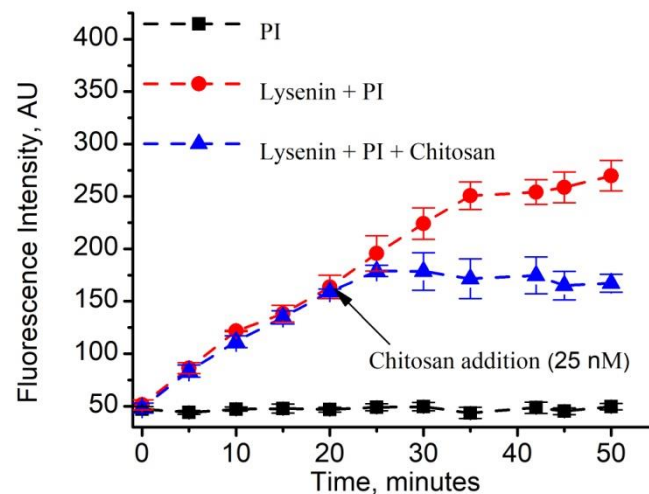 400
PI
350
Lysenin + PI
300
Lysenin + PI + Chitosan
250
200
150
100
50
Chitosan addition (25 nM)
0 10 20 30 40 50
Time, minutes
Fluorescence Intensity, AU